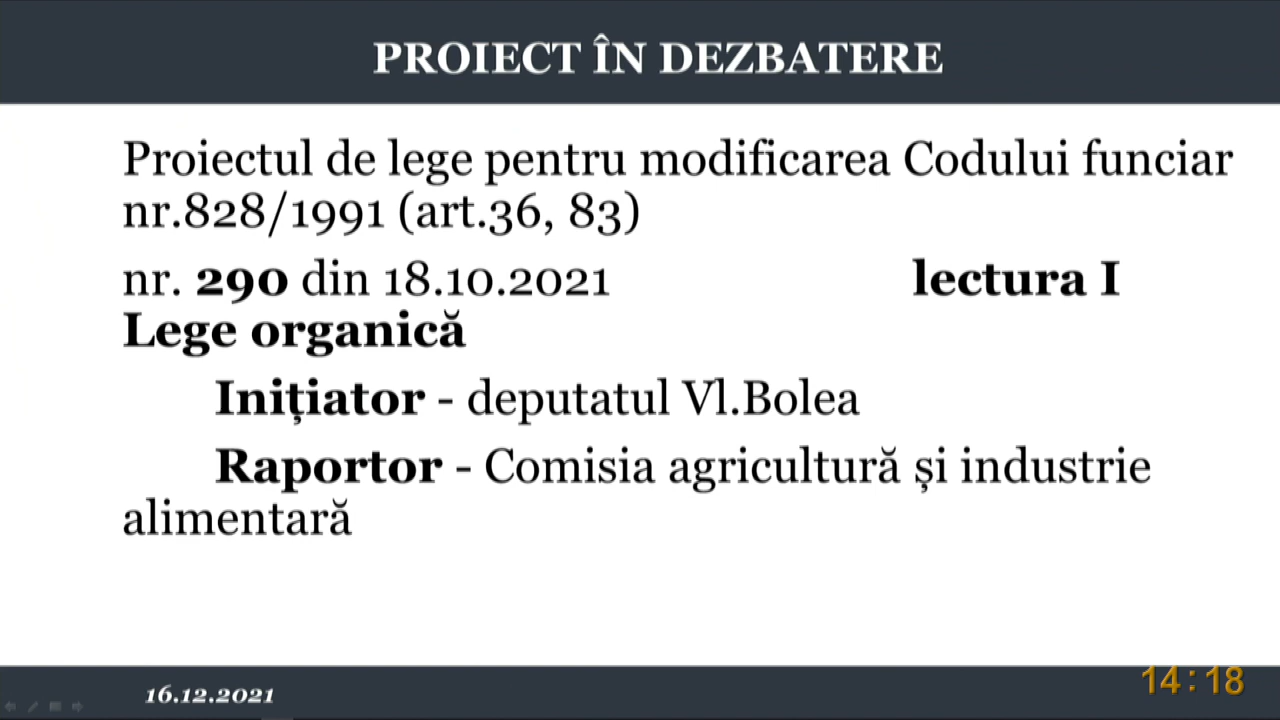 PROIECT ÎN DEZBATERE
Proiectul de lege pentru modificarea Codului funciar
nr.828/1991 (art.36, 83)
nr. 290 din 18.10.2021 lectura I
Lege organică
Inițiator - deputatul Vl.Bolea
Raportor - Comisia agricultură și industrie
alimentară
16.12.2021
14:18